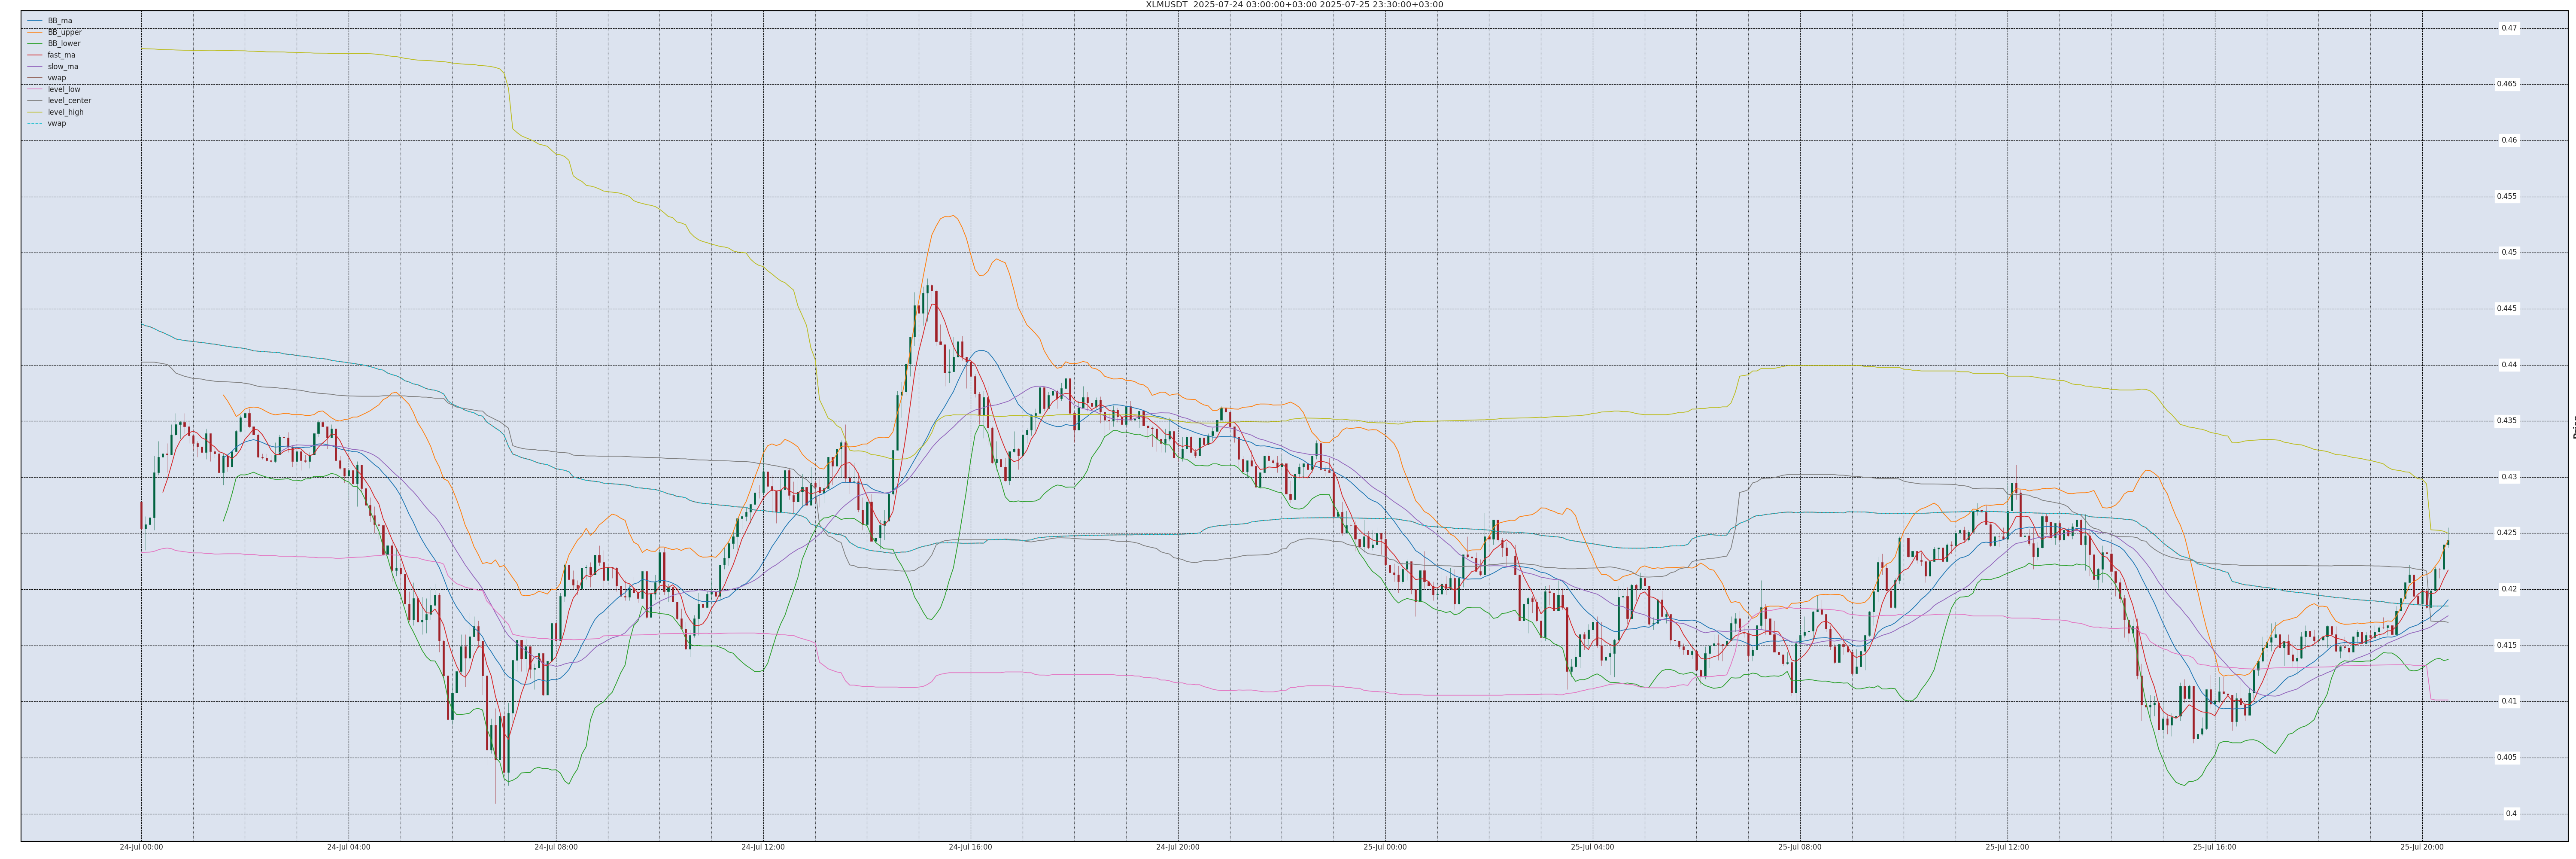 XLMUSDT 2025-07-24 03:00:00+03:00 2025-07-25 23:30:00+03:00
BB_ma
BB_upper
BB_lower
fast_ma
slow_ma
vwap
level_low
level_center
level_high
vwap
0.47
0.465
0.46
0.455
0.45
0.445
0.44
0.435
0.43
0.425
0.42
0.415
0.41
0.405
0.4
24-Jul 00:00
24-Jul 04:00
24-Jul 08:00
24-Jul 12:00
24-Jul 16:00
24-Jul 20:00
25-Jul 00:00
25-Jul 04:00
25-Jul 08:00
25-Jul 12:00
25-Jul 16:00
25-Jul 20:00